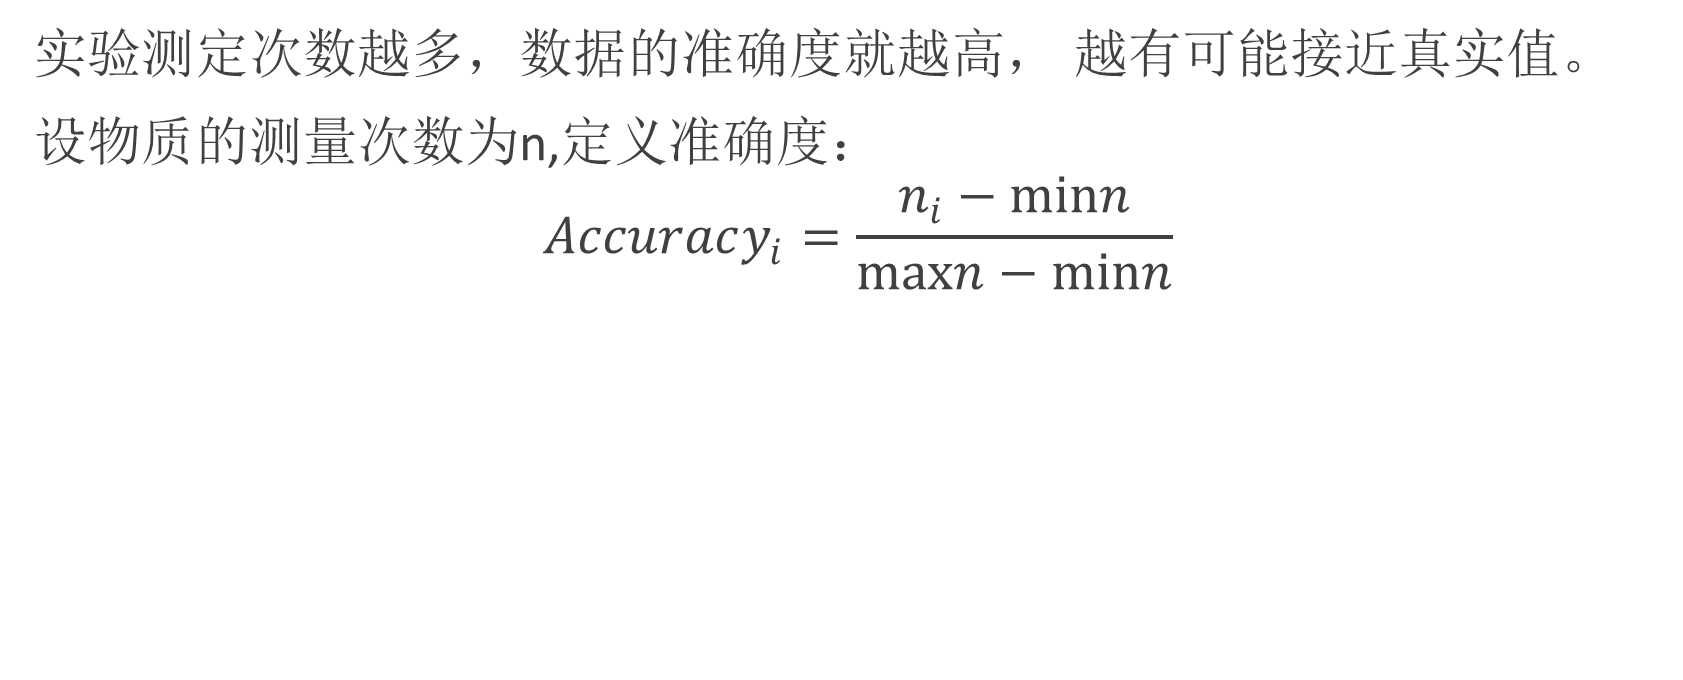 实验测定次数越多，数据的准确度就越高， 越有可能接近真实值。
设物质的测量次数为n,定义准确度：
Accuracyᵢ = (nᵢ − minn) / (maxn − minn)